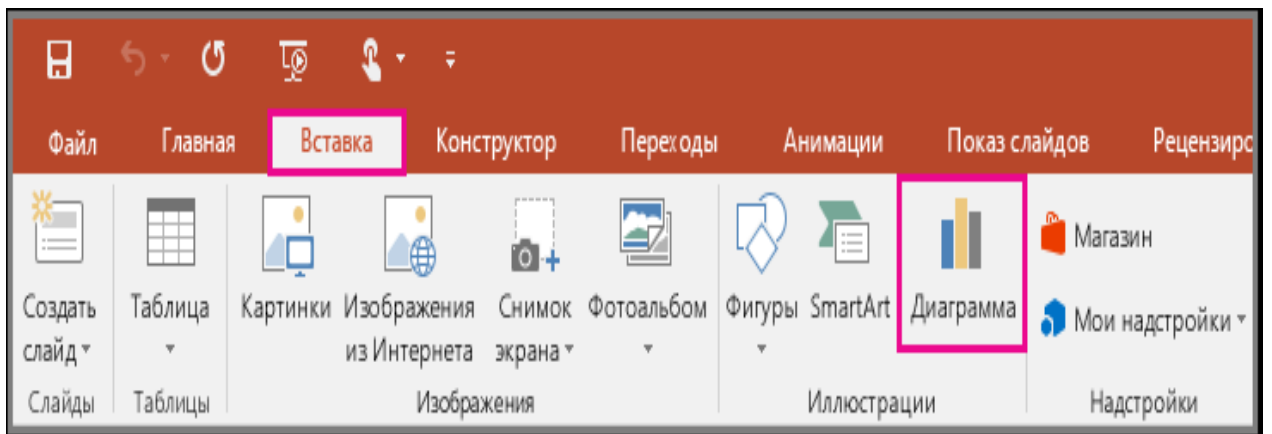 Файл Главная Вставка Конструктор Переходы Анимации Показ слайдов Рецензиро
Создать слайд
Таблица
Картинки
Изображения из Интернета
Снимок экрана
Фотоальбом
Фигуры
SmartArt
Диаграмма
Магазин
Мои надстройки
Слайды Таблицы Изображения Иллюстрации Надстройки